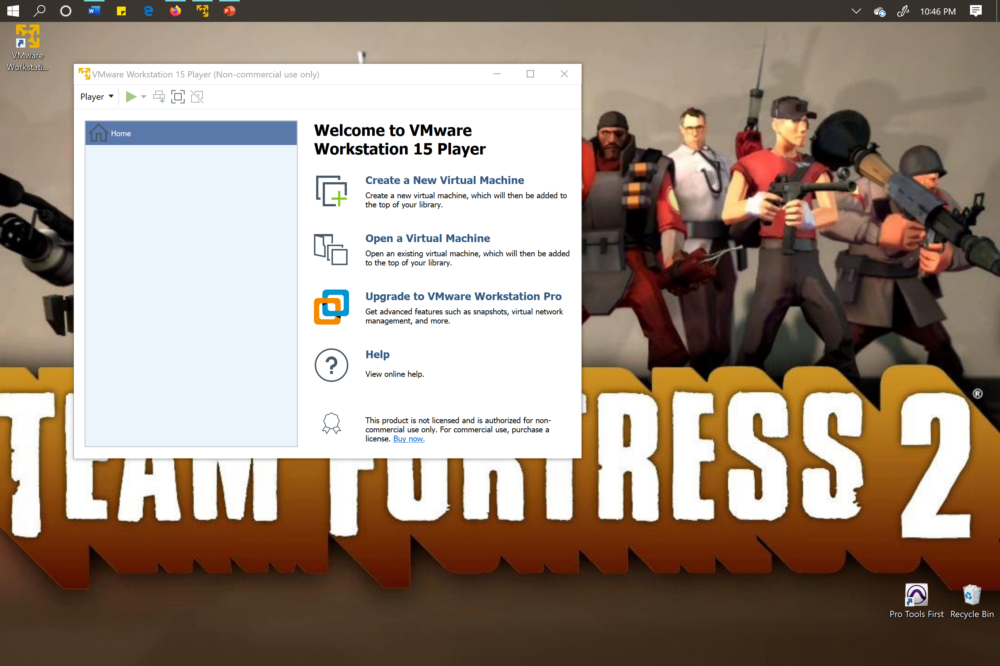 10:46 PM
VMware
Workstati...
VMware Workstation 15 Player (Non-commercial use only)
Player
Home
Welcome to VMware
Workstation 15 Player
Create a New Virtual Machine
Create a new virtual machine, which will then be added to
the top of your library.
Open a Virtual Machine
Open an existing virtual machine, which will then be added
to the top of your library.
Upgrade to VMware Workstation Pro
Get advanced features such as snapshots, virtual network
management, and more.
Help
View online help.
This product is not licensed and is authorized for non-
commercial use only. For commercial use, purchase a
license. Buy now.
TEAM FORTRESS 2®
Pro Tools First
Recycle Bin